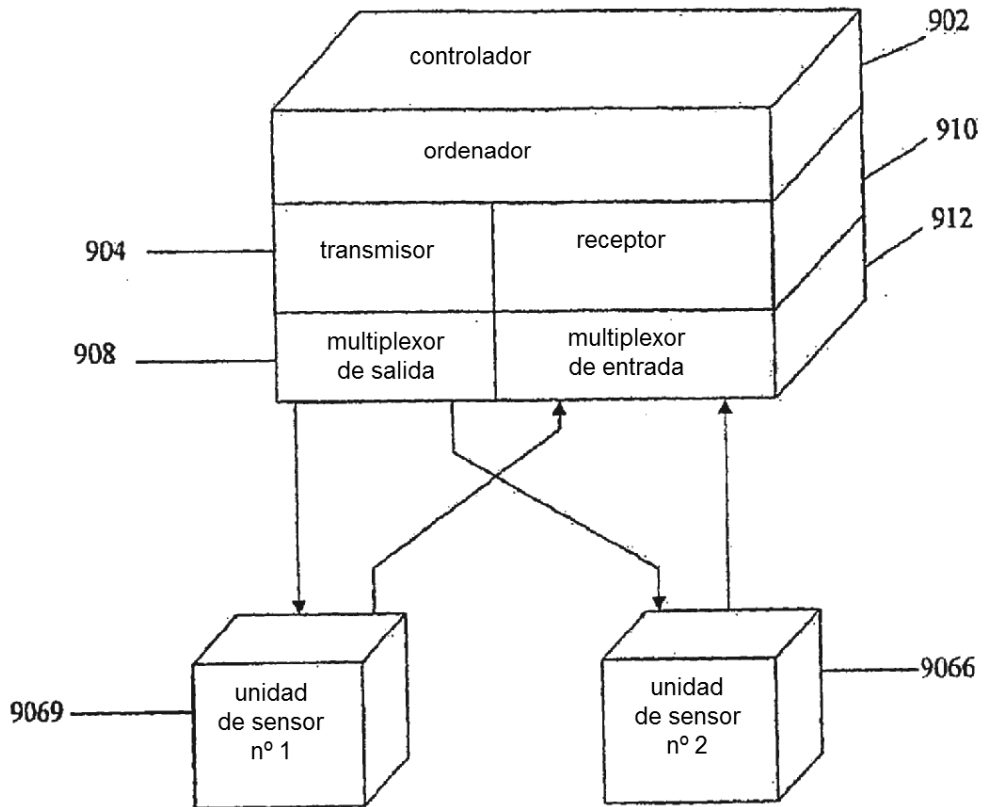 902
controlador
910
ordenador
912
904
transmisor
receptor
908
multiplexor
de salida
multiplexor
de entrada
9069
unidad
de sensor
nº 1
unidad
de sensor
nº 2
9066